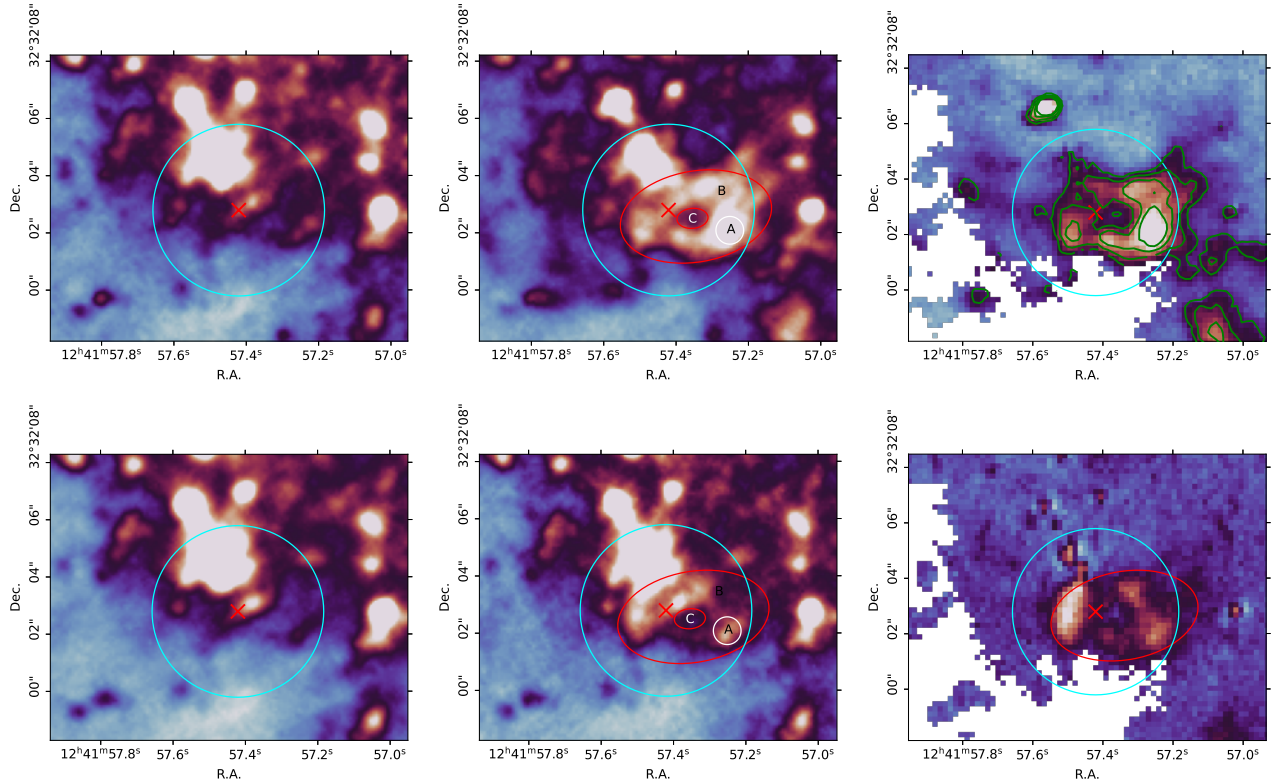 32°32'08"
06"
04"
02"
00"
Dec.
12ʰ41ᵐ57.8ˢ
57.6ˢ
57.4ˢ
57.2ˢ
57.0ˢ
R.A.
32°32'08"
06"
04"
02"
00"
Dec.
B
C
A
12ʰ41ᵐ57.8ˢ
57.6ˢ
57.4ˢ
57.2ˢ
57.0ˢ
R.A.
32°32'08"
06"
04"
02"
00"
Dec.
12ʰ41ᵐ57.8ˢ
57.6ˢ
57.4ˢ
57.2ˢ
57.0ˢ
R.A.
32°32'08"
06"
04"
02"
00"
Dec.
12ʰ41ᵐ57.8ˢ
57.6ˢ
57.4ˢ
57.2ˢ
57.0ˢ
R.A.
32°32'08"
06"
04"
02"
00"
Dec.
B
C
A
12ʰ41ᵐ57.8ˢ
57.6ˢ
57.4ˢ
57.2ˢ
57.0ˢ
R.A.
32°32'08"
06"
04"
02"
00"
Dec.
12ʰ41ᵐ57.8ˢ
57.6ˢ
57.4ˢ
57.2ˢ
57.0ˢ
R.A.